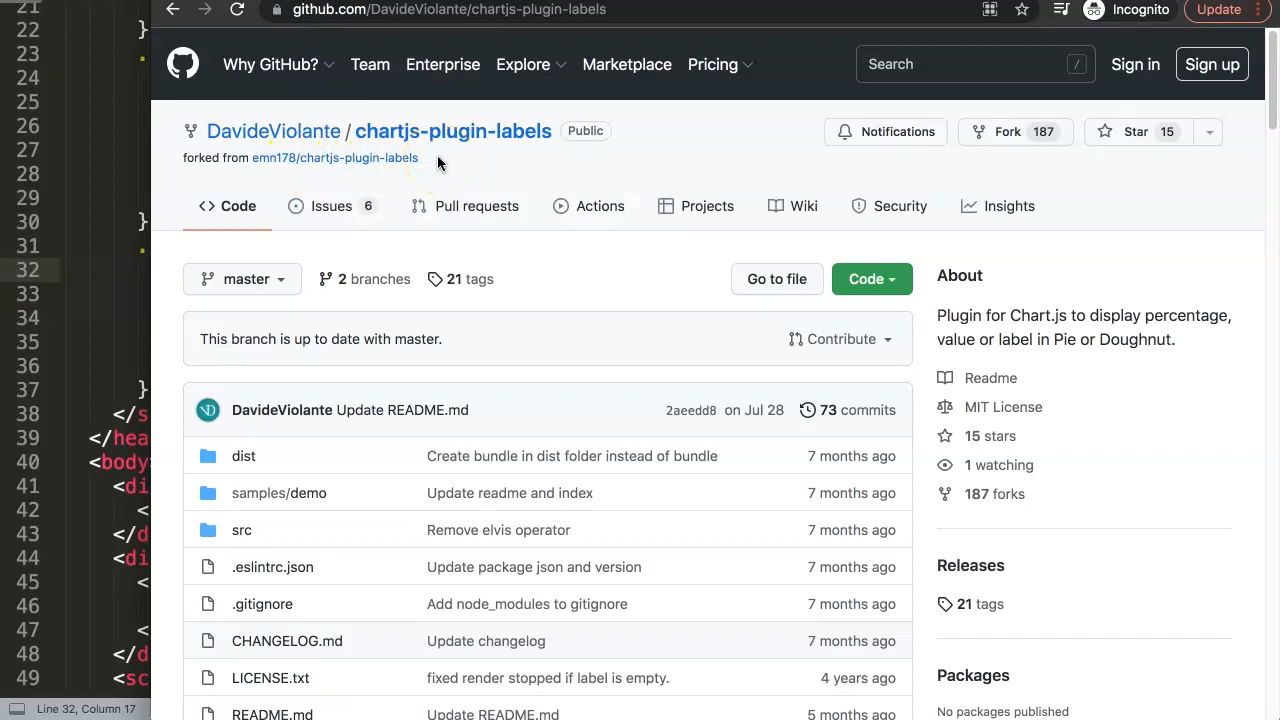 github.com/DavideViolante/chartjs-plugin-labels
Incognito
Update
Why GitHub?
Team
Enterprise
Explore
Marketplace
Pricing
Search
/
Sign in
Sign up
DavideViolante / chartjs-plugin-labels
Public
Notifications
Fork 187
Star 15
forked from emn178/chartjs-plugin-labels
<> Code
Issues 6
Pull requests
Actions
Projects
Wiki
Security
Insights
master
2 branches
21 tags
Go to file
Code
This branch is up to date with master.
Contribute
DavideViolante Update README.md
2aeedd8 on Jul 28
73 commits
dist
Create bundle in dist folder instead of bundle
7 months ago
samples/demo
Update readme and index
7 months ago
src
Remove elvis operator
7 months ago
.eslintrc.json
Update package json and version
7 months ago
.gitignore
Add node_modules to gitignore
7 months ago
CHANGELOG.md
Update changelog
7 months ago
LICENSE.txt
fixed render stopped if label is empty.
4 years ago
README.md
Update README.md
5 months ago
About
Plugin for Chart.js to display percentage,
value or label in Pie or Doughnut.
Readme
MIT License
15 stars
1 watching
187 forks
Releases
21 tags
Packages
No packages published
21
22 }
23 .
24
25
26
27
28
29
30 }
31 .
32
33
34
35
36
37 }
38 </s
39 </hea
40 <body
41 <di
42 <
43 </d
44 <di
45 <
46
47 <
48 </d
49 <sc
Line 32, Column 17